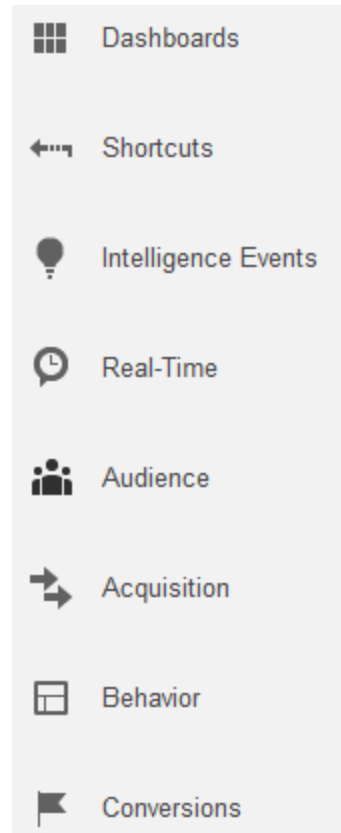 Dashboards
Shortcuts
Intelligence Events
Real-Time
Audience
Acquisition
Behavior
Conversions